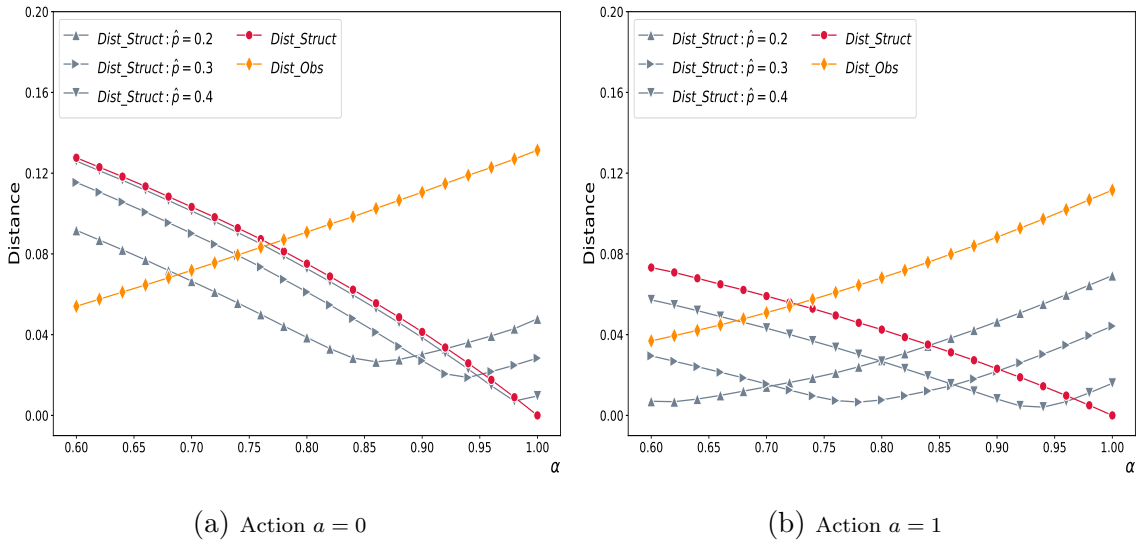 0.20
0.16
0.12
0.08
0.04
0.00
Distance
Dist_Struct: p̂ = 0.2
Dist_Struct: p̂ = 0.3
Dist_Struct: p̂ = 0.4
Dist_Struct
Dist_Obs
0.60 0.65 0.70 0.75 0.80 0.85 0.90 0.95 1.00
α
(a) Action a = 0
0.20
0.16
0.12
0.08
0.04
0.00
Distance
Dist_Struct: p̂ = 0.2
Dist_Struct: p̂ = 0.3
Dist_Struct: p̂ = 0.4
Dist_Struct
Dist_Obs
0.60 0.65 0.70 0.75 0.80 0.85 0.90 0.95 1.00
α
(b) Action a = 1